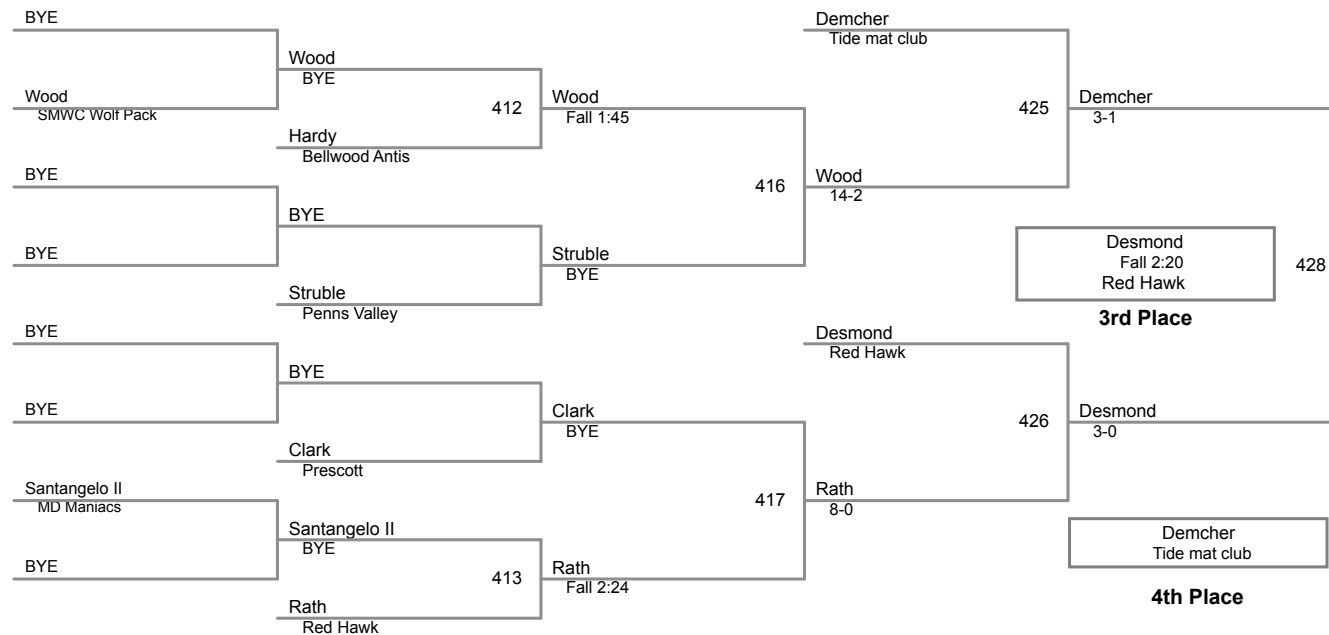 BYE
Wood
SMWC Wolf Pack
BYE
BYE
BYE
BYE
Santangelo II
MD Maniacs
BYE
Wood
BYE
Hardy
Bellwood Antis
BYE
Struble
Penns Valley
BYE
Clark
Prescott
Santangelo II
BYE
Rath
Red Hawk
412
413
Wood
Fall 1:45
Struble
BYE
Clark
BYE
Rath
Fall 2:24
416
417
Demcher
Tide mat club
Wood
14-2
Desmond
Red Hawk
Rath
8-0
425
426
Demcher
3-1
Desmond
3-0
Desmond
Fall 2:20
Red Hawk
428
3rd Place
Demcher
Tide mat club
4th Place